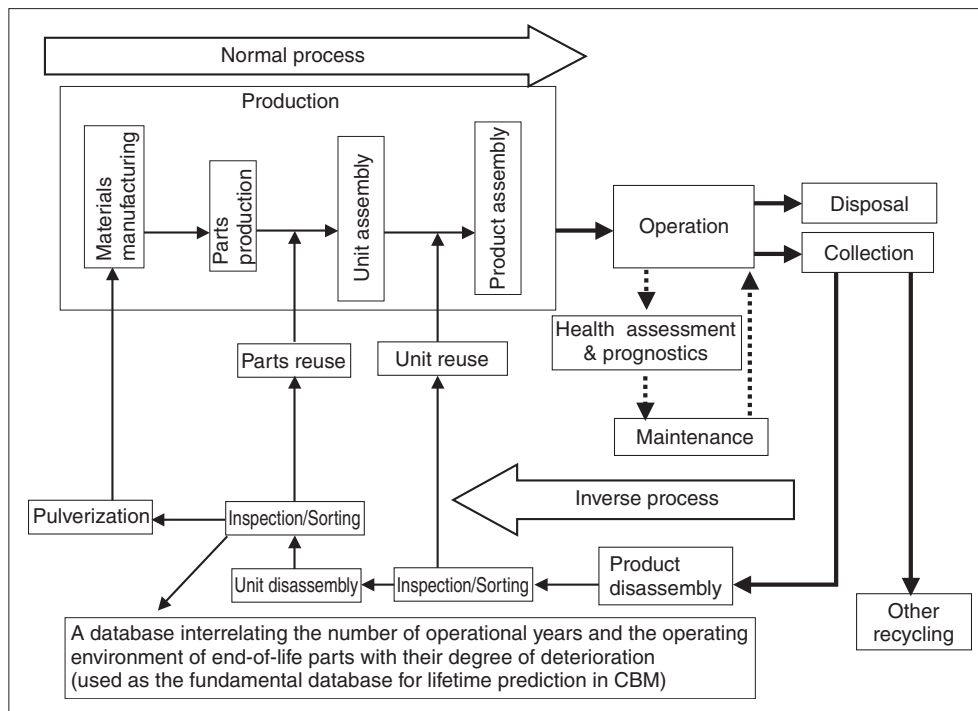 Normal process
Production
Materials
manufacturing
Parts
production
Unit assembly
Product assembly
Operation
Disposal
Collection
Health assessment
& prognostics
Maintenance
Parts reuse
Unit reuse
Inverse process
Pulverization
Inspection/Sorting
Unit disassembly
Inspection/Sorting
Product
disassembly
Other
recycling
A database interrelating the number of operational years and the operating
environment of end-of-life parts with their degree of deterioration
(used as the fundamental database for lifetime prediction in CBM)